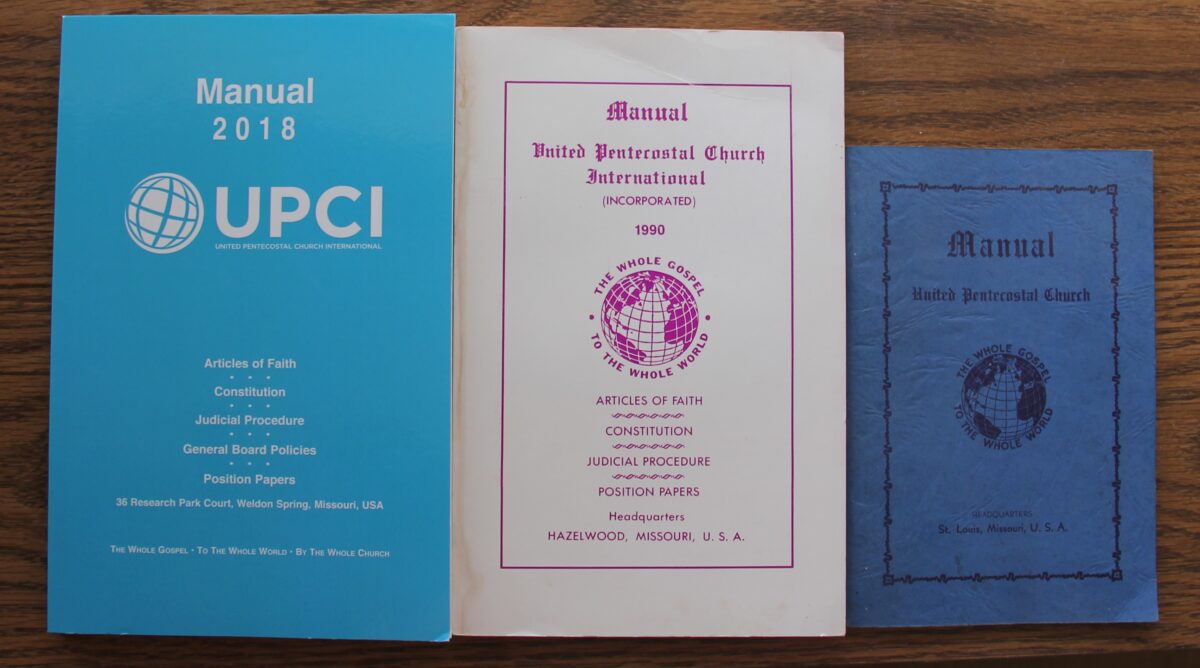 Manual
2018
UPCI
UNITED PENTECOSTAL CHURCH INTERNATIONAL
Articles of Faith
Constitution
Judicial Procedure
General Board Policies
Position Papers
36 Research Park Court, Weldon Spring, Missouri, USA
The Whole Gospel • To The Whole World • By The Whole Church
Manual
United Pentecostal Church
International
(INCORPORATED)
1990
THE WHOLE GOSPEL
TO THE WHOLE WORLD
ARTICLES OF FAITH
CONSTITUTION
JUDICIAL PROCEDURE
POSITION PAPERS
Headquarters
HAZELWOOD, MISSOURI, U. S. A.
Manual
United Pentecostal Church
THE WHOLE GOSPEL
TO THE WHOLE WORLD
HEADQUARTERS
St. Louis, Missouri, U. S. A.